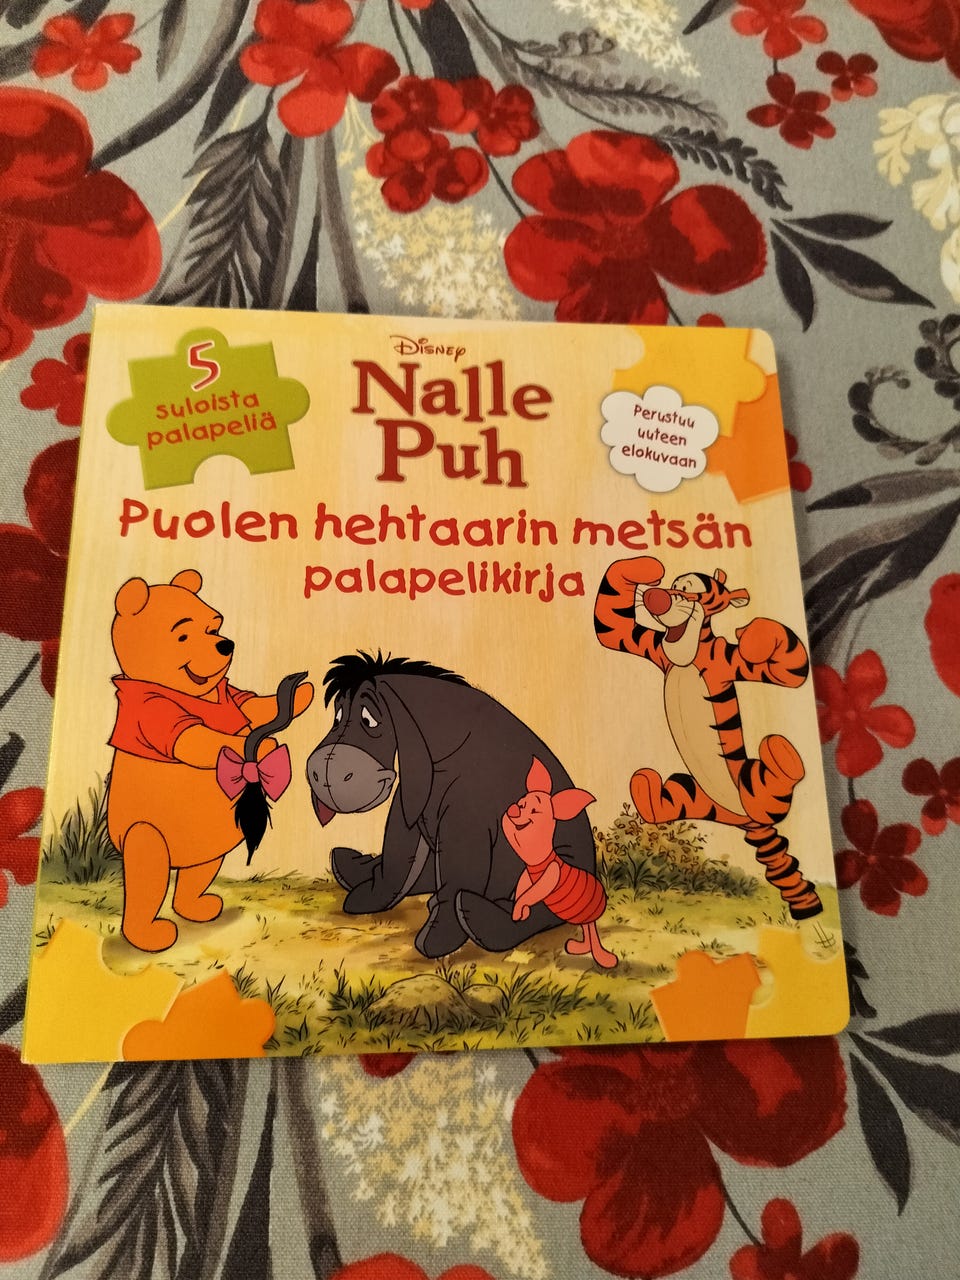 5
suloista
palapeliä
Disney
Nalle
Puh
Perustuu
uuteen
elokuvaan
Puolen hehtaarin metsän
palapelikirja